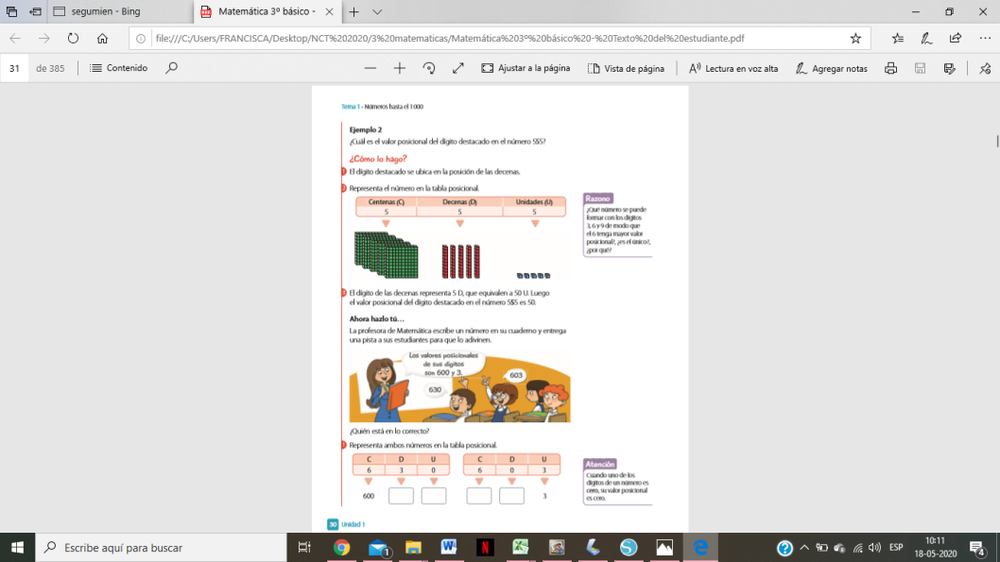 segumien - Bing
Matemática 3º básico -
file:///C:/Users/FRANCISCA/Desktop/NCT%202020/3%20matematicas/Matemática%203º%20básico%20-%20Texto%20del%20estudiante.pdf
31 de 385 Contenido Ajustar a la página Vista de página Lectura en voz alta Agregar notas
Tema 1 • Números hasta el 1 000
Ejemplo 2
¿Cuál es el valor posicional del dígito destacado en el número 555?
¿Cómo lo hago?
1 El dígito destacado se ubica en la posición de las decenas.
2 Representa el número en la tabla posicional.
Centenas (C) Decenas (D) Unidades (U)
5 5 5
Razono
¿Qué número se puede
formar con los dígitos
3, 6 y 9 de modo que
el 6 tenga mayor valor
posicional?, ¿es el único?,
¿por qué?
3 El dígito de las decenas representa 5 D, que equivalen a 50 U. Luego
el valor posicional del dígito destacado en el número 555 es 50.
Ahora hazlo tú...
La profesora de Matemática escribe un número en su cuaderno y entrega
una pista a sus estudiantes para que lo adivinen.
Los valores posicionales
de sus dígitos
son 600 y 3.
630
603
¿Quién está en lo correcto?
1 Representa ambos números en la tabla posicional.
C D U C D U
6 3 0 6 0 3
600 3
Atención
Cuando uno de los
dígitos de un número es
cero, su valor posicional
es cero.
30 Unidad 1
Escribe aquí para buscar
1
ESP
10:11
18-05-2020
4